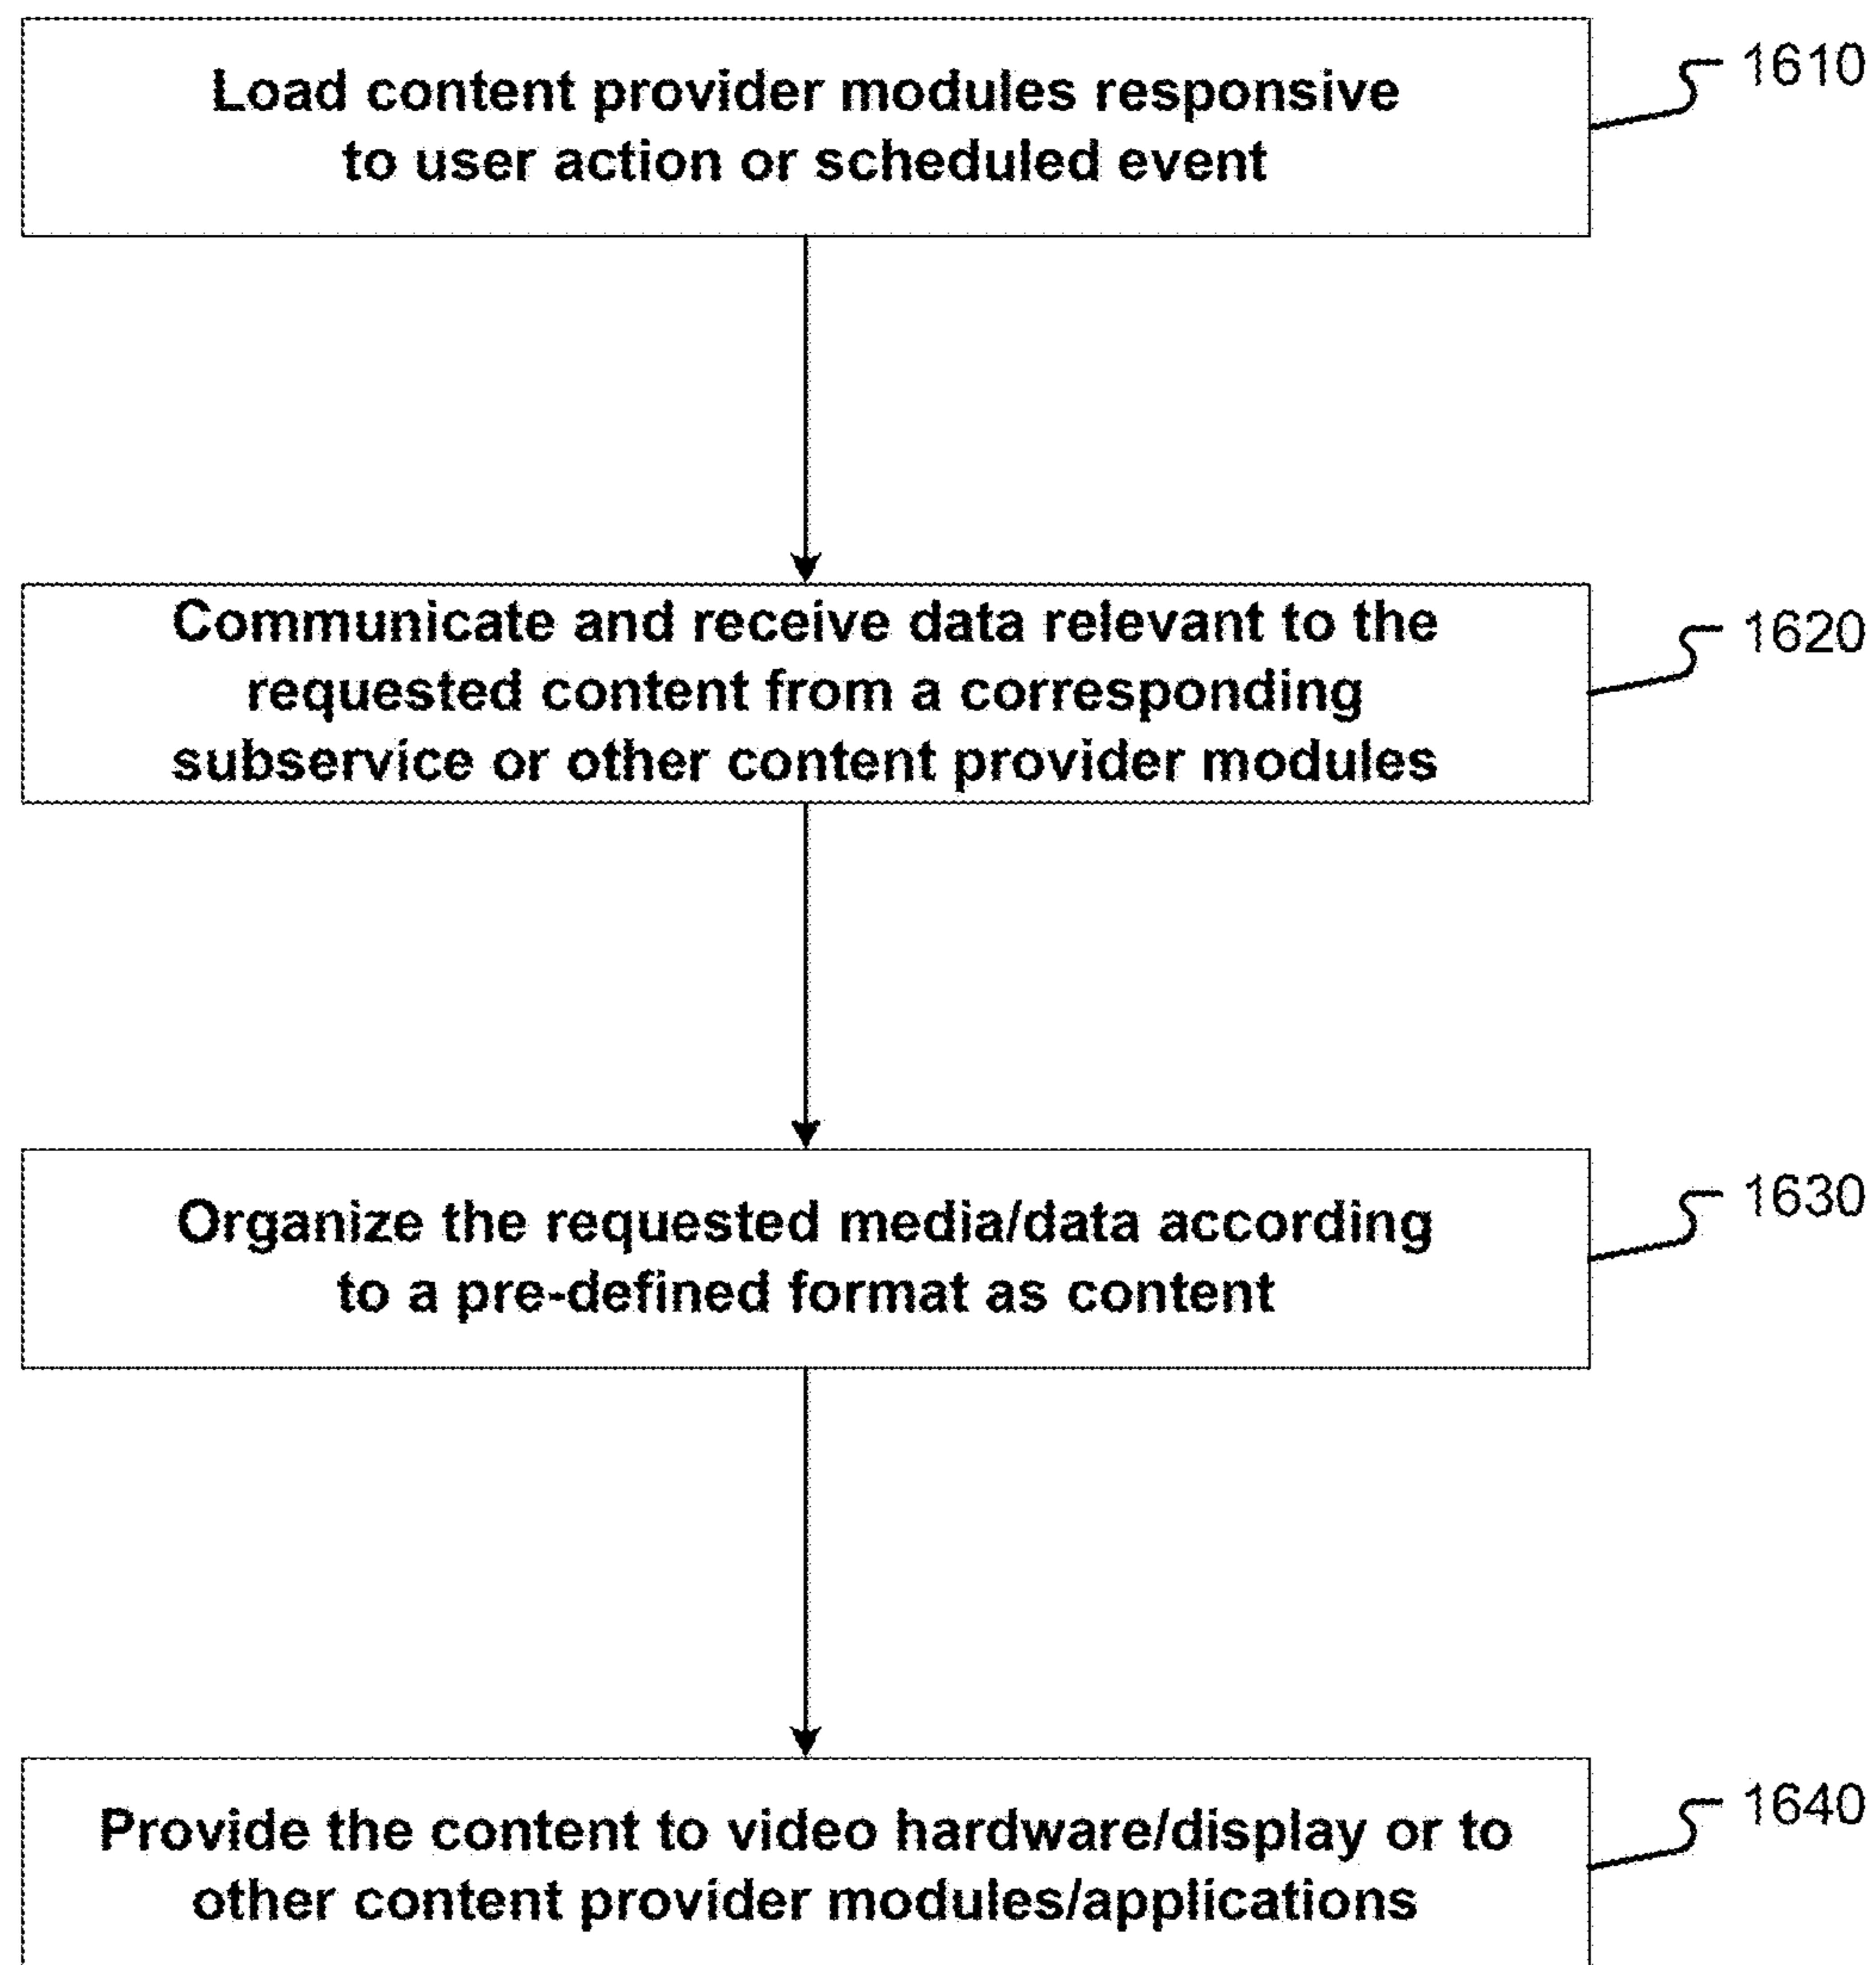 Load content provider modules responsive
to user action or scheduled event
1610
Communicate and receive data relevant to the
requested content from a corresponding
subservice or other content provider modules
1620
Organize the requested media/data according
to a pre-defined format as content
1630
Provide the content to video hardware/display or to
other content provider modules/applications
1640